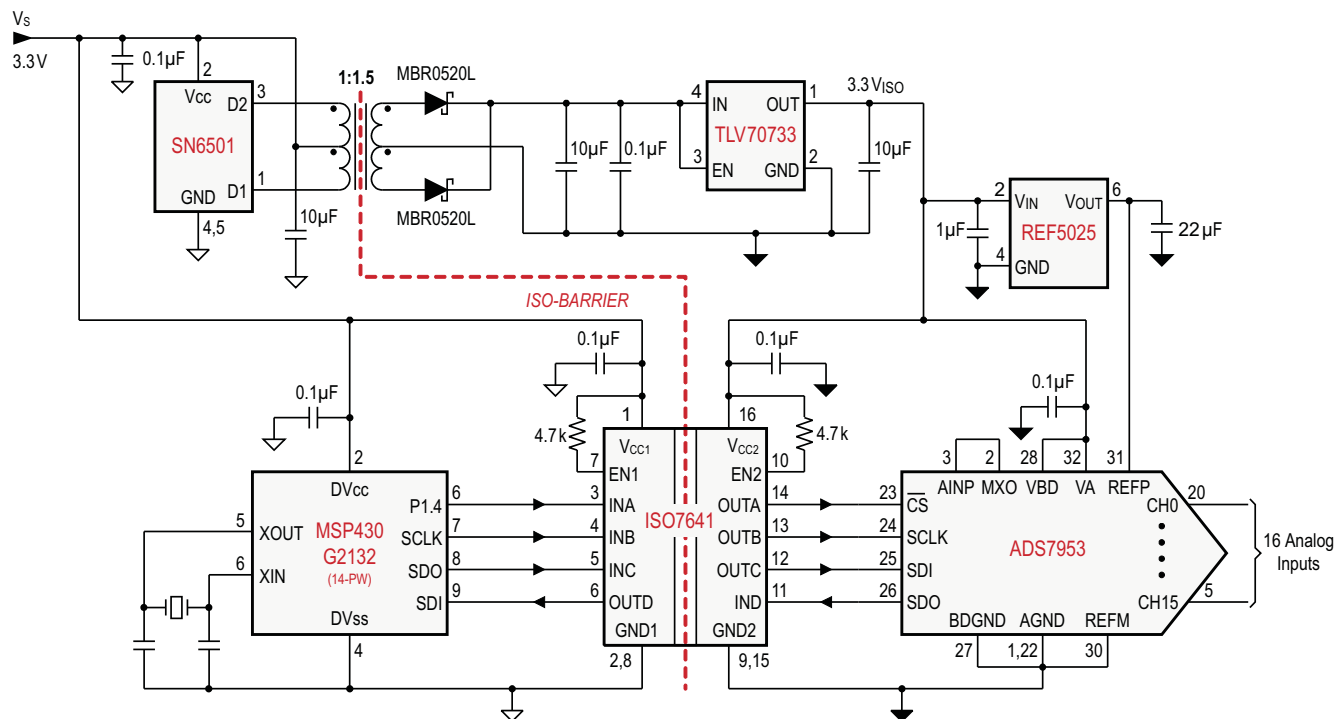 VS
3.3 V
0.1µF
2
Vcc
D2
3
SN6501
D1
1
GND
4,5
10µF
1:1.5
MBR0520L
MBR0520L
10µF
0.1µF
4
IN
OUT
1
TLV70733
3
EN
GND
2
3.3 VISO
10µF
2
VIN
VOUT
6
1µF
REF5025
4
GND
22 µF
ISO-BARRIER
0.1µF
0.1µF
0.1µF
0.1µF
4.7k
4.7k
1
16
VCC1
VCC2
7
EN1
EN2
10
3
INA
OUTA
14
4
INB
OUTB
13
5
INC
OUTC
12
6
OUTD
IND
11
ISO7641
GND1
GND2
2,8
9,15
2
DVcc
P1.4
6
5
XOUT
MSP430
G2132
(14-PW)
SCLK
7
6
XIN
SDO
8
SDI
9
DVss
4
3
2
28
32
31
AINP
MXO
VBD
VA
REFP
23
CS
24
SCLK
25
SDI
26
SDO
ADS7953
CH0
20
CH15
5
16 Analog
Inputs
BDGND
AGND
REFM
27
1,22
30